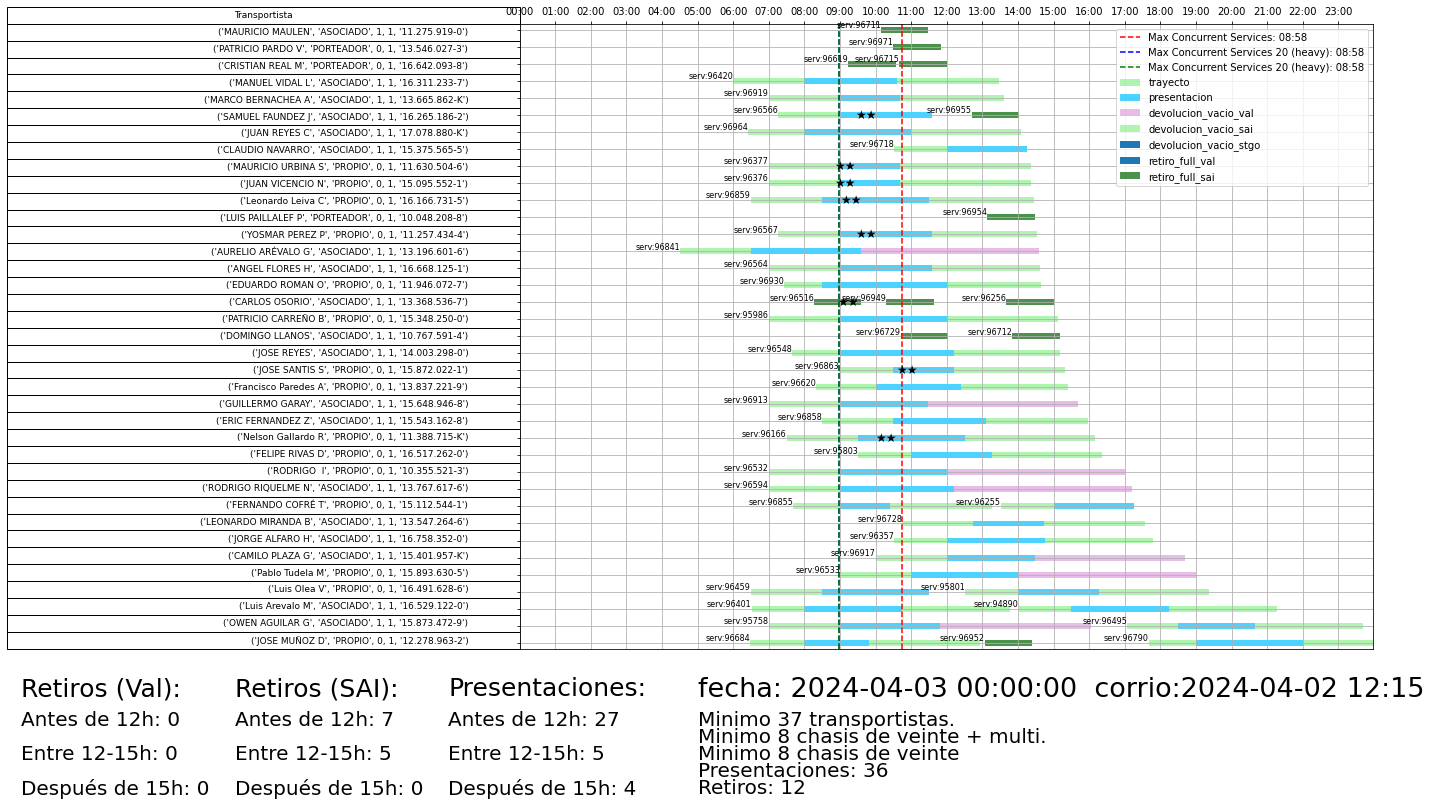 Transportista
00:00 01:00 02:00 03:00 04:00 05:00 06:00 07:00 08:00 09:00 10:00 11:00 12:00 13:00 14:00 15:00 16:00 17:00 18:00 19:00 20:00 21:00 22:00 23:00
('MAURICIO MAULEN', 'ASOCIADO', 1, 1, '11.275.919-0') serv:96711
('PATRICIO PARDO V', 'PORTEADOR', 0, 1, '13.546.027-3') serv:96971
('CRISTIAN REAL M', 'PORTEADOR', 0, 1, '16.642.093-8') serv:96619 serv:96715
('MANUEL VIDAL L', 'ASOCIADO', 1, 1, '16.311.233-7') serv:96420
('MARCO BERNACHEA A', 'ASOCIADO', 1, 1, '13.665.862-K') serv:96919
('SAMUEL FAUNDEZ J', 'ASOCIADO', 1, 1, '16.265.186-2') serv:96566 serv:96955
('JUAN REYES C', 'ASOCIADO', 1, 1, '17.078.880-K') serv:96964
('CLAUDIO NAVARRO', 'ASOCIADO', 1, 1, '15.375.565-5') serv:96718
('MAURICIO URBINA S', 'PROPIO', 0, 1, '11.630.504-6') serv:96377
('JUAN VICENCIO N', 'PROPIO', 0, 1, '15.095.552-1') serv:96376
('Leonardo Leiva C', 'PROPIO', 0, 1, '16.166.731-5') serv:96859
('LUIS PAILLALEF P', 'PORTEADOR', 0, 1, '10.048.208-8') serv:96954
('YOSMAR PEREZ P', 'PROPIO', 0, 1, '11.257.434-4') serv:96567
('AURELIO ARÉVALO G', 'ASOCIADO', 1, 1, '13.196.601-6') serv:96841
('ANGEL FLORES H', 'ASOCIADO', 1, 1, '16.668.125-1') serv:96564
('EDUARDO ROMAN O', 'PROPIO', 0, 1, '11.946.072-7') serv:96930
('CARLOS OSORIO', 'ASOCIADO', 1, 1, '13.368.536-7') serv:96516 serv:96949 serv:96256
('PATRICIO CARREÑO B', 'PROPIO', 0, 1, '15.348.250-0') serv:95986
('DOMINGO LLANOS', 'ASOCIADO', 1, 1, '10.767.591-4') serv:96729 serv:96712
('JOSE REYES', 'ASOCIADO', 1, 1, '14.003.298-0') serv:96548
('JOSE SANTIS S', 'PROPIO', 0, 1, '15.872.022-1') serv:96863
('Francisco Paredes A', 'PROPIO', 0, 1, '13.837.221-9') serv:96620
('GUILLERMO GARAY', 'ASOCIADO', 1, 1, '15.648.946-8') serv:96913
('ERIC FERNANDEZ Z', 'ASOCIADO', 1, 1, '15.543.162-8') serv:96858
('Nelson Gallardo R', 'PROPIO', 0, 1, '11.388.715-K') serv:96166
('FELIPE RIVAS D', 'PROPIO', 0, 1, '16.517.262-0') serv:95803
('RODRIGO  I', 'PROPIO', 0, 1, '10.355.521-3') serv:96532
('RODRIGO RIQUELME N', 'ASOCIADO', 1, 1, '13.767.617-6') serv:96594
('FERNANDO COFRÉ T', 'PROPIO', 0, 1, '15.112.544-1') serv:96855 serv:96255
('LEONARDO MIRANDA B', 'ASOCIADO', 1, 1, '13.547.264-6') serv:96728
('JORGE ALFARO H', 'ASOCIADO', 1, 1, '16.758.352-0') serv:96357
('CAMILO PLAZA G', 'ASOCIADO', 1, 1, '15.401.957-K') serv:96917
('Pablo Tudela M', 'PROPIO', 0, 1, '15.893.630-5') serv:96533
('Luis Olea V', 'PROPIO', 0, 1, '16.491.628-6') serv:96459 serv:95801
('Luis Arevalo M', 'ASOCIADO', 1, 1, '16.529.122-0') serv:96401 serv:94890
('OWEN AGUILAR G', 'ASOCIADO', 1, 1, '15.873.472-9') serv:95758 serv:96495
('JOSE MUÑOZ D', 'PROPIO', 0, 1, '12.278.963-2') serv:96684 serv:96952 serv:96790
Max Concurrent Services: 08:58
Max Concurrent Services 20 (heavy): 08:58
Max Concurrent Services 20 (heavy): 08:58
trayecto
presentacion
devolucion_vacio_val
devolucion_vacio_sai
devolucion_vacio_stgo
retiro_full_val
retiro_full_sai
Retiros (Val):
Antes de 12h: 0
Entre 12-15h: 0
Después de 15h: 0
Retiros (SAI):
Antes de 12h: 7
Entre 12-15h: 5
Después de 15h: 0
Presentaciones:
Antes de 12h: 27
Entre 12-15h: 5
Después de 15h: 4
fecha: 2024-04-03 00:00:00  corrio:2024-04-02 12:15
Minimo 37 transportistas.
Minimo 8 chasis de veinte + multi.
Minimo 8 chasis de veinte
Presentaciones: 36
Retiros: 12